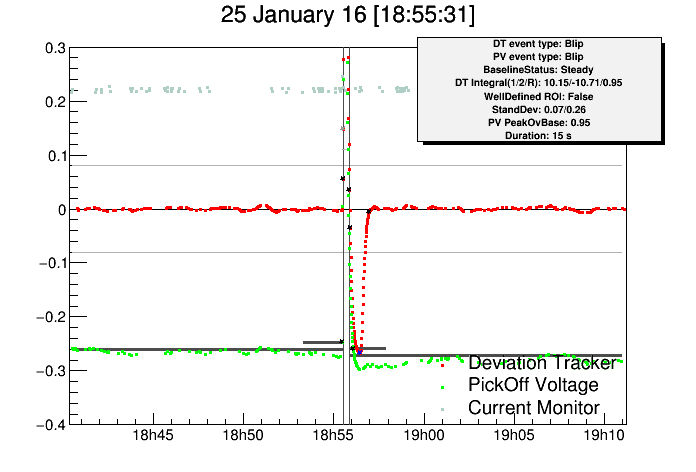 25 January 16 [18:55:31]
DT event type: Blip
PV event type: Blip
BaselineStatus: Steady
DT Integral(1/2/R): 10.15/-10.71/0.95
WellDefined ROI: False
StandDev: 0.07/0.26
PV PeakOvBase: 0.95
Duration: 15 s
0.3
0.2
0.1
0
−0.1
−0.2
−0.3
−0.4
Deviation Tracker
PickOff Voltage
Current Monitor
18h45 18h50 18h55 19h00 19h05 19h10